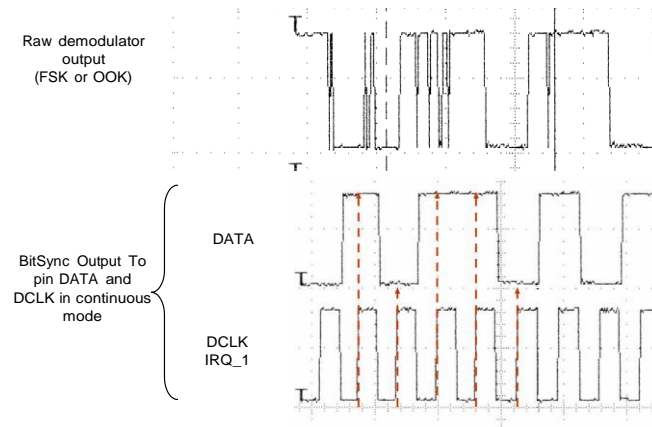 Raw demodulator
output
(FSK or OOK)
DATA
BitSync Output To
pin DATA and
DCLK in continuous
mode
DCLK
IRQ_1